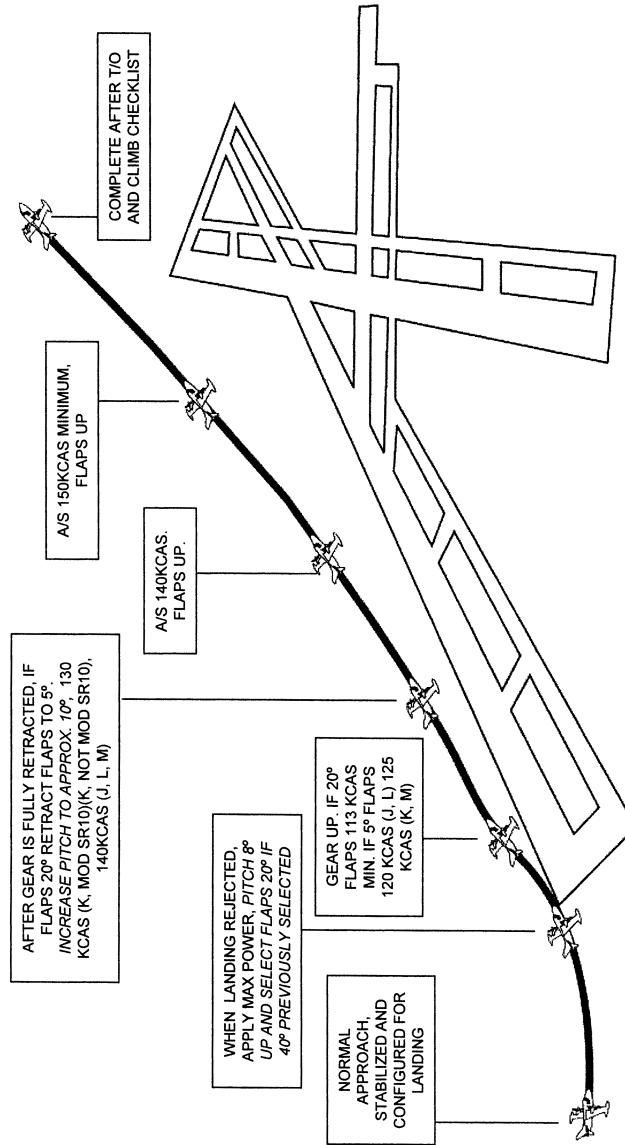 NORMAL
APPROACH,
STABILIZED AND
CONFIGURED FOR
LANDING
WHEN LANDING REJECTED,
APPLY MAX POWER, PITCH 8º
UP AND SELECT FLAPS 20º IF
40º PREVIOUSLY SELECTED
GEAR UP. IF 20º
FLAPS 113 KCAS
MIN. IF 5º FLAPS
120 KCAS (J, L) 125
KCAS (K, M)
AFTER GEAR IS FULLY RETRACTED, IF
FLAPS 20º RETRACT FLAPS TO 5º.
INCREASE PITCH TO APPROX. 10º, 130
KCAS (K, MOD SR10)(K, NOT MOD SR10),
140KCAS (J, L, M)
A/S 140KCAS.
FLAPS UP.
A/S 150KCAS MINIMUM,
FLAPS UP
COMPLETE AFTER T/O
AND CLIMB CHECKLIST